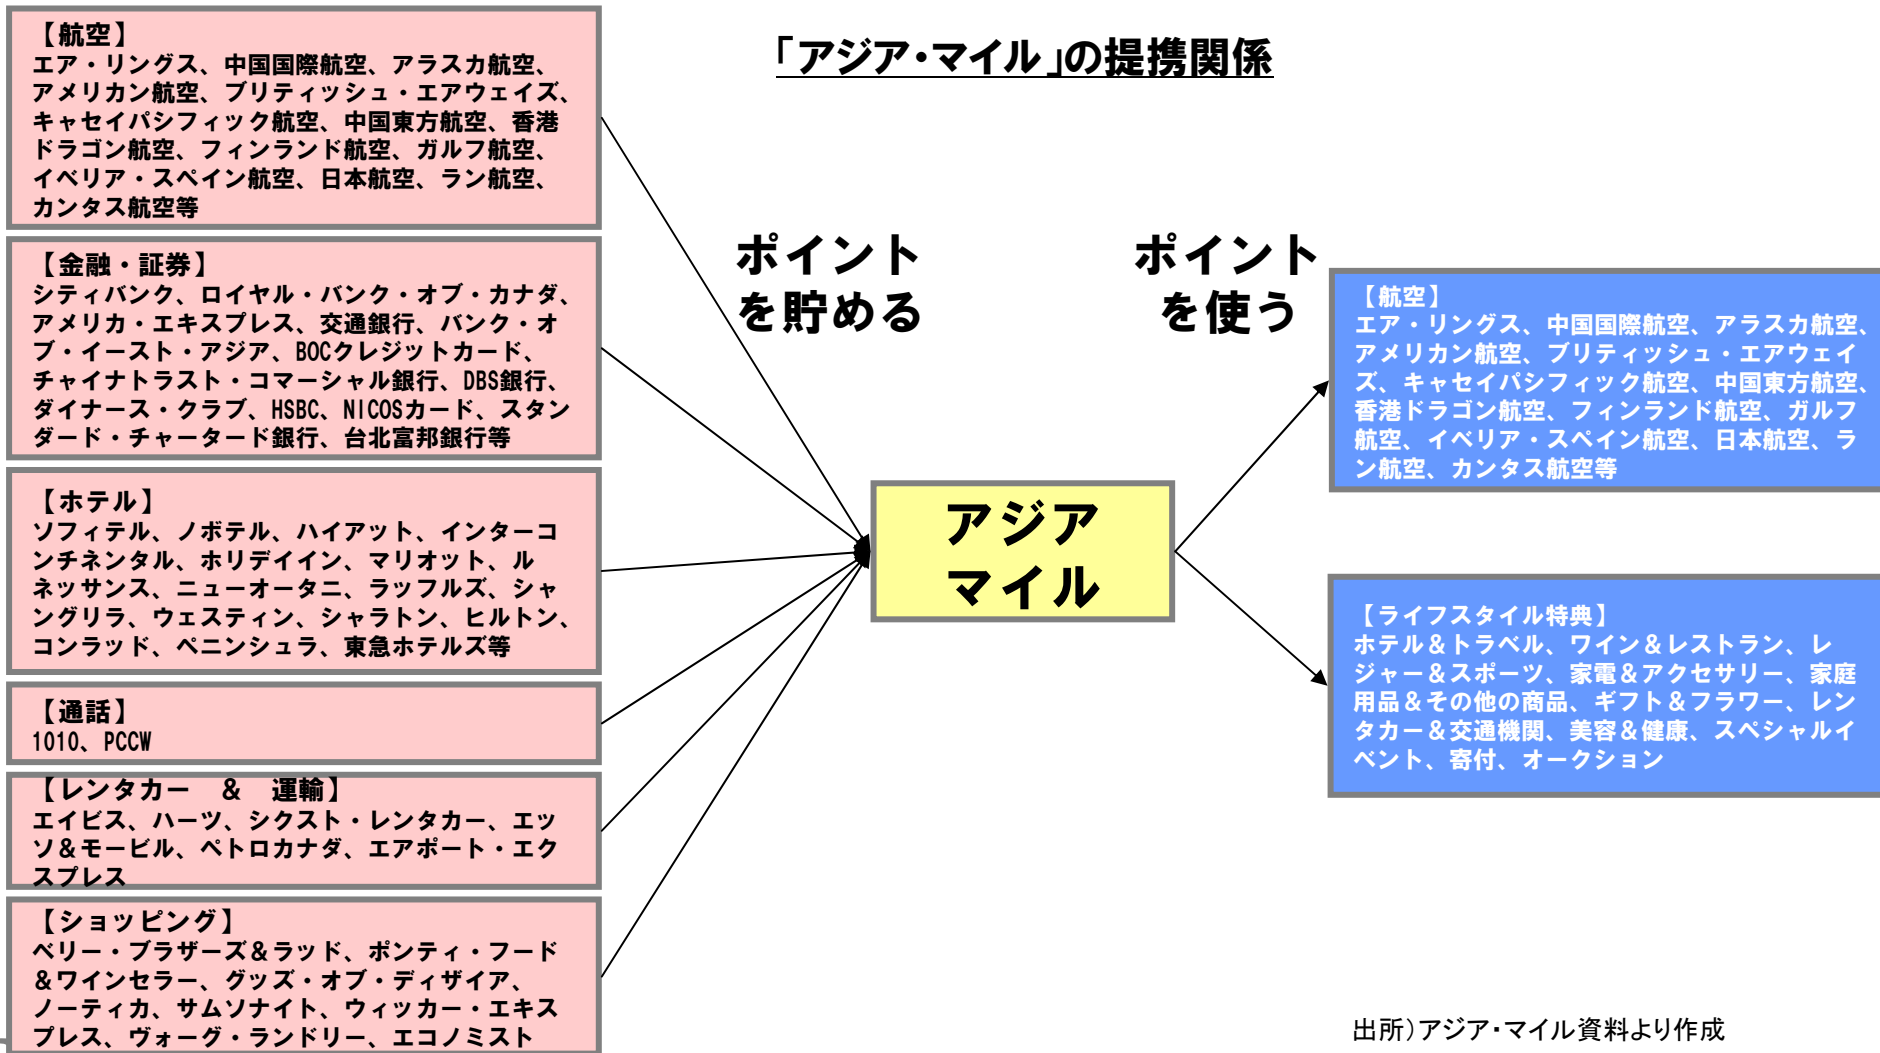 「アジア・マイル」の提携関係
【航空】
エア・リングス、中国国際航空、アラスカ航空、
アメリカン航空、ブリティッシュ・エアウェイズ、
キャセイパシフィック航空、中国東方航空、香港
ドラゴン航空、フィンランド航空、ガルフ航空、
イベリア・スペイン航空、日本航空、ラン航空、
カンタス航空等
【金融・証券】
シティバンク、ロイヤル・バンク・オブ・カナダ、
アメリカ・エキスプレス、交通銀行、バンク・オ
ブ・イースト・アジア、BOCクレジットカード、
チャイナトラスト・コマーシャル銀行、DBS銀行、
ダイナース・クラブ、HSBC、NICOSカード、スタン
ダード・チャータード銀行、台北富邦銀行等
【ホテル】
ソフィテル、ノボテル、ハイアット、インターコ
ンチネンタル、ホリデイイン、マリオット、ル
ネッサンス、ニューオータニ、ラッフルズ、シャ
ングリラ、ウェスティン、シャラトン、ヒルトン、
コンラッド、ペニンシュラ、東急ホテルズ等
【通話】
1010、PCCW
【レンタカー　＆　運輸】
エイビス、ハーツ、シクスト・レンタカー、エッ
ソ＆モービル、ペトロカナダ、エアポート・エク
スプレス
【ショッピング】
ベリー・ブラザーズ＆ラッド、ポンティ・フード
＆ワインセラー、グッズ・オブ・ディザイア、
ノーティカ、サムソナイト、ウィッカー・エキス
プレス、ヴォーグ・ランドリー、エコノミスト
ポイント
を貯める
アジア
マイル
ポイント
を使う
【航空】
エア・リングス、中国国際航空、アラスカ航空、
アメリカン航空、ブリティッシュ・エアウェイ
ズ、キャセイパシフィック航空、中国東方航空、
香港ドラゴン航空、フィンランド航空、ガルフ
航空、イベリア・スペイン航空、日本航空、ラ
ン航空、カンタス航空等
【ライフスタイル特典】
ホテル＆トラベル、ワイン＆レストラン、レ
ジャー＆スポーツ、家電＆アクセサリー、家庭
用品＆その他の商品、ギフト＆フラワー、レン
タカー＆交通機関、美容＆健康、スペシャルイ
ベント、寄付、オークション
出所）アジア・マイル資料より作成